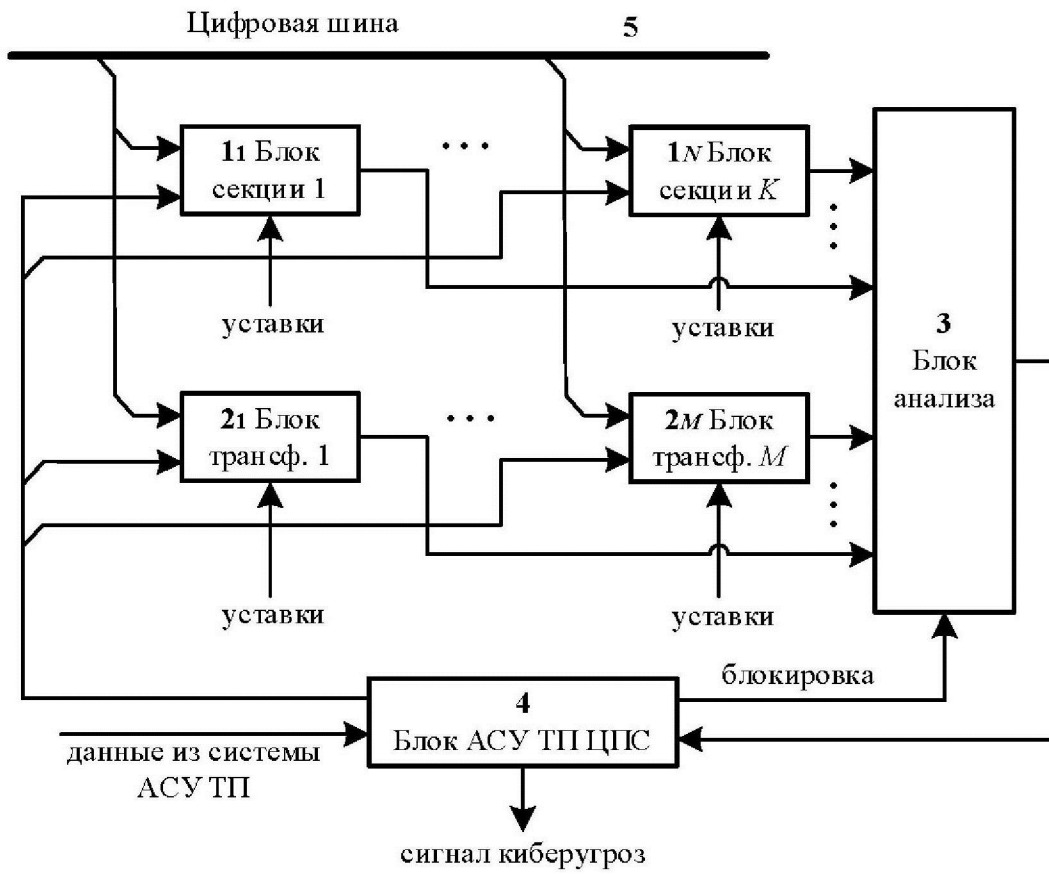 Цифровая шина 5
1₁ Блок
секции 1
...
1N Блок
секции K
уставки
уставки
3
Блок
анализа
2₁ Блок
трансф. 1
...
2M Блок
трансф. M
уставки
уставки
блокировка
4
Блок АСУ ТП ЦПС
данные из системы
АСУ ТП
сигнал киберугроз